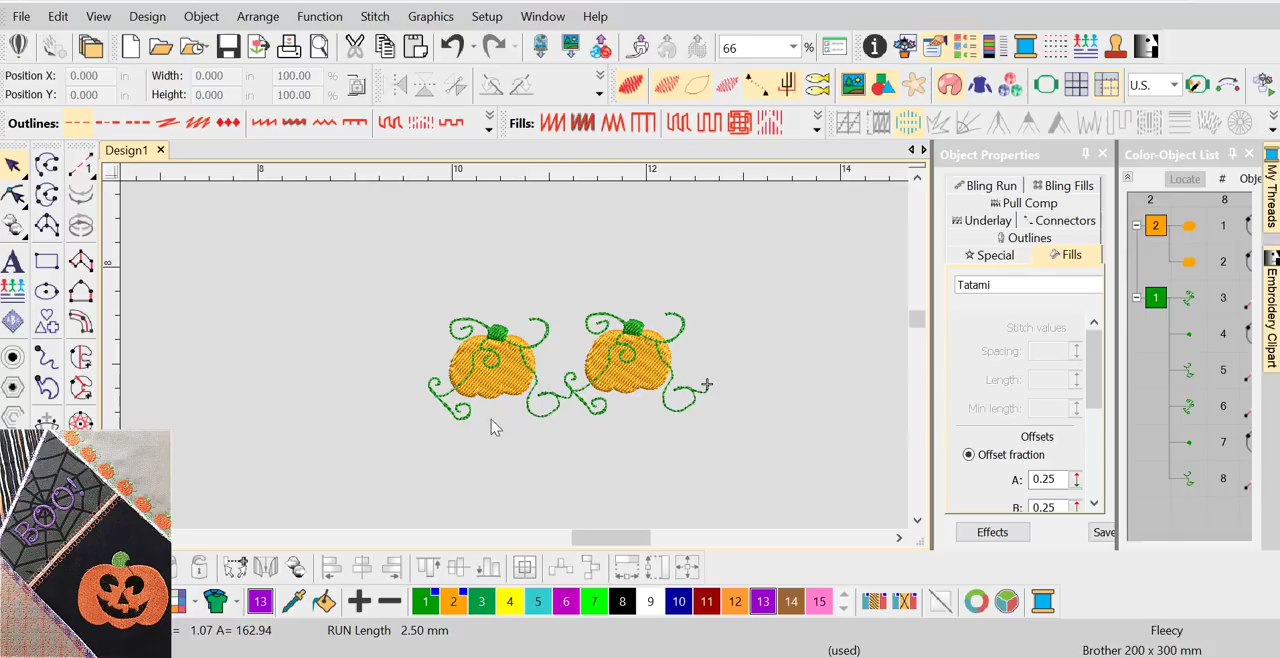 File Edit View Design Object Arrange Function Stitch Graphics Setup Window Help
66 %
U.S.
Position X: 0.000 in Width: 0.000 in 100.00 %
Position Y: 0.000 in Height: 0.000 in 100.00 %
Outlines: Fills:
Design1
8 10 12 14
8
Object Properties
Bling Run Bling Fills
Pull Comp
Underlay Connectors
Outlines
Special Fills
Tatami
Stitch values
Spacing:
Length:
Min length:
Offsets
Offset fraction
A: 0.25
B: 0.25
Effects Save
Color-Object List
Locate # Obje
2 8
2 1
2
1 3
4
5
6
7
8
My Threads
Embroidery Clipart
BOO!
13 1 2 3 4 5 6 7 8 9 10 11 12 13 14 15
= 1.07 A= 162.94 RUN Length 2.50 mm
Fleecy
(used) Brother 200 x 300 mm